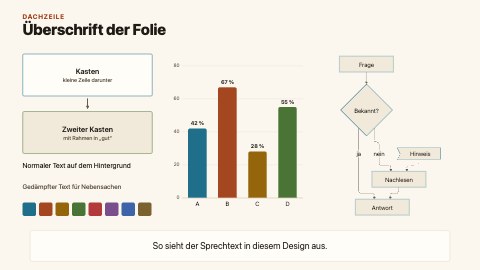 DACHZEILE
Überschrift der Folie
Kasten
kleine Zeile darunter
Zweiter Kasten
mit Rahmen in „gut“
Normaler Text auf dem Hintergrund
Gedämpfter Text für Nebensachen
80
60
40
20
0
42 %
67 %
28 %
55 %
A
B
C
D
Frage
Bekannt?
ja
nein
Hinweis
Nachlesen
Antwort
So sieht der Sprechtext in diesem Design aus.